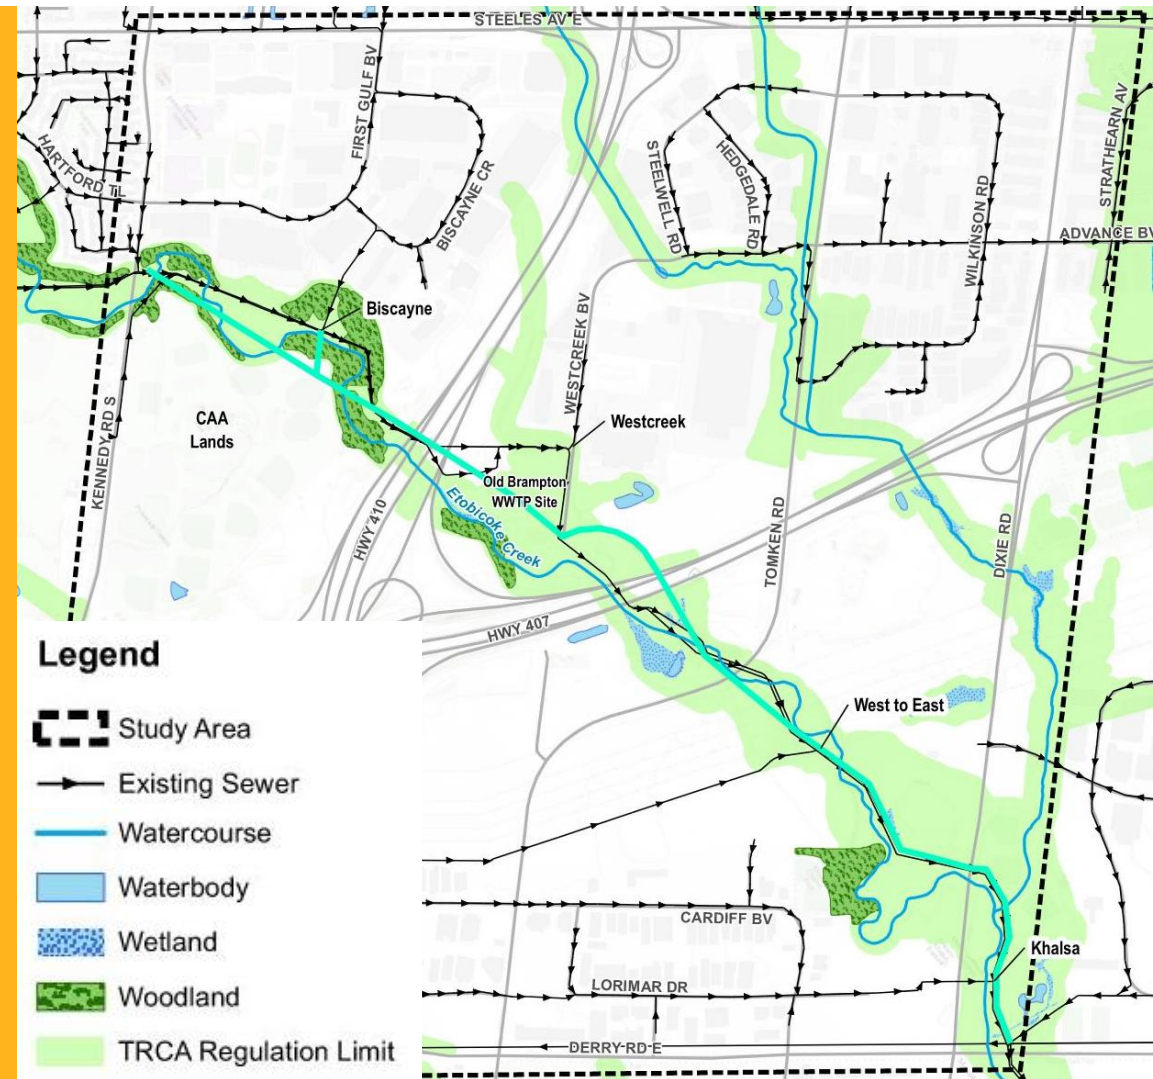 STEELES AV E
FIRST GULF BV
HARTFORD TL
BISCAYNE CR
STEELWELL RD
HEDGEDALE RD
WILKINSON RD
STRATHEARN AV
ADVANCE BV
Biscayne
WESTCREEK BV
Westcreek
CAA
Lands
KENNEDY RD S
HWY 410
Old Brampton
WWTP Site
Etobicoke Creek
TOMKEN RD
DIXIE RD
HWY 407
West to East
CARDIFF BV
Khalsa
LORIMAR DR
DERRY RD E
Legend
Study Area
Existing Sewer
Watercourse
Waterbody
Wetland
Woodland
TRCA Regulation Limit